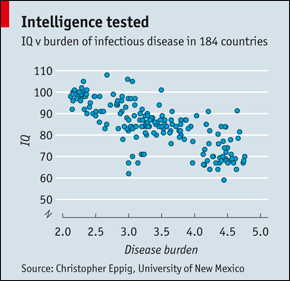 Intelligence tested
IQ v burden of infectious disease in 184 countries
110
100
90
80
70
60
50
N
IQ
2.0 2.5 3.0 3.5 4.0 4.5 5.0
Disease burden
Source: Christopher Eppig, University of New Mexico